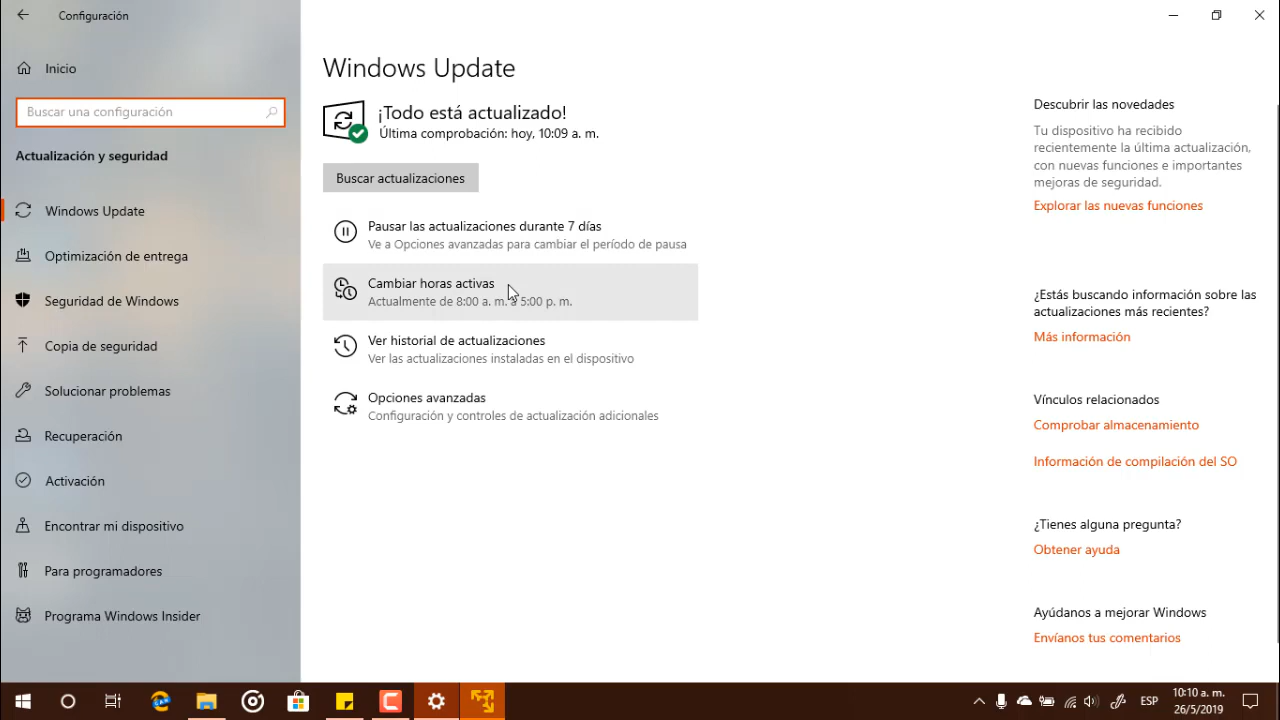 Configuración
Inicio
Buscar una configuración
Actualización y seguridad
Windows Update
Optimización de entrega
Seguridad de Windows
Copia de seguridad
Solucionar problemas
Recuperación
Activación
Encontrar mi dispositivo
Para programadores
Programa Windows Insider
Windows Update
¡Todo está actualizado!
Última comprobación: hoy, 10:09 a. m.
Buscar actualizaciones
Pausar las actualizaciones durante 7 días
Ve a Opciones avanzadas para cambiar el período de pausa
Cambiar horas activas
Actualmente de 8:00 a. m. a 5:00 p. m.
Ver historial de actualizaciones
Ver las actualizaciones instaladas en el dispositivo
Opciones avanzadas
Configuración y controles de actualización adicionales
Descubrir las novedades
Tu dispositivo ha recibido
recientemente la última actualización,
con nuevas funciones e importantes
mejoras de seguridad.
Explorar las nuevas funciones
¿Estás buscando información sobre las
actualizaciones más recientes?
Más información
Vínculos relacionados
Comprobar almacenamiento
Información de compilación del SO
¿Tienes alguna pregunta?
Obtener ayuda
Ayúdanos a mejorar Windows
Envíanos tus comentarios
ESP
10:10 a. m.
26/5/2019